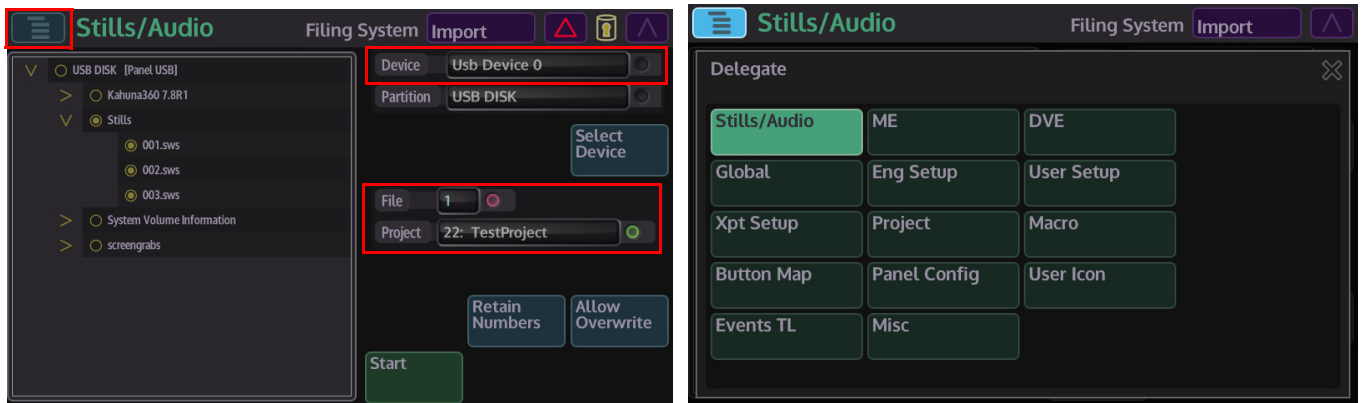 Stills/Audio
Filing System Import
USB DISK [Panel USB]
Kahuna360 7.8R1
Stills
001.sws
002.sws
003.sws
System Volume Information
screengrabs
Device Usb Device 0
Partition USB DISK
Select
Device
File 1
Project 22: TestProject
Retain
Numbers
Allow
Overwrite
Start
Stills/Audio
Filing System Import
Delegate
Stills/Audio ME DVE
Global Eng Setup User Setup
Xpt Setup Project Macro
Button Map Panel Config User Icon
Events TL Misc